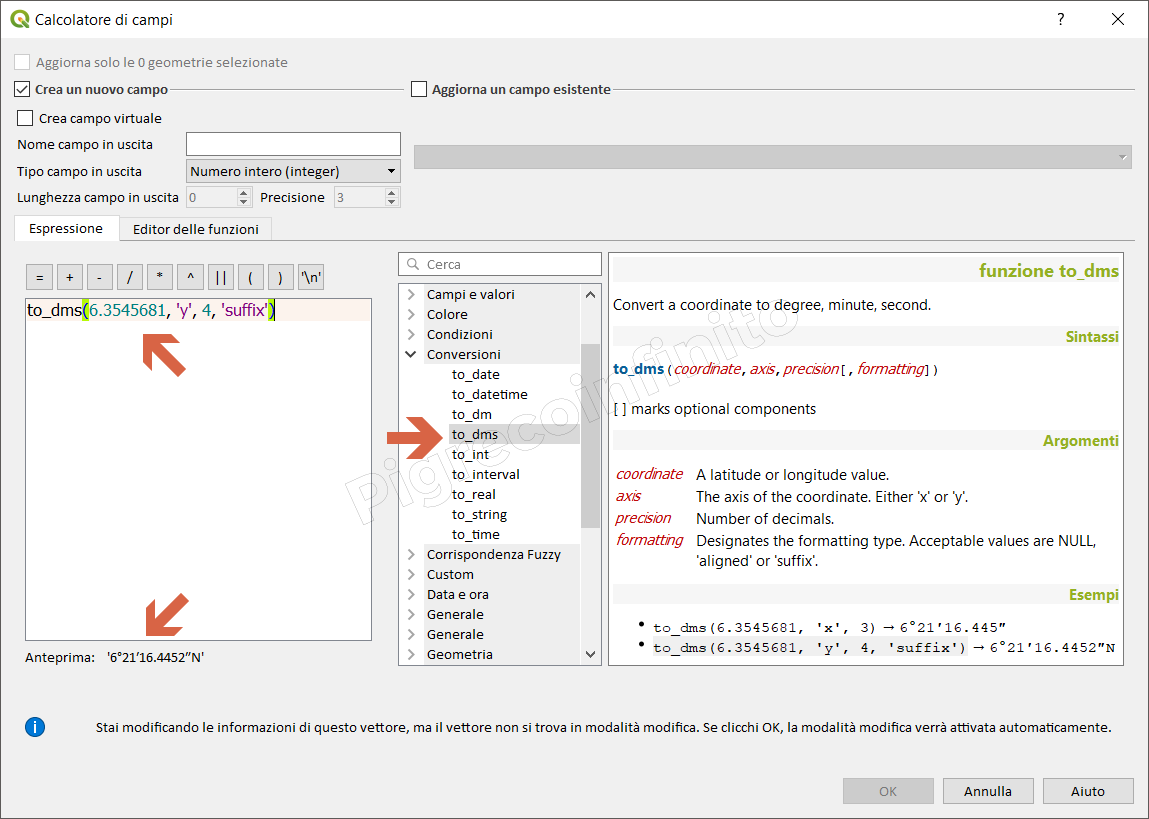 Calcolatore di campi
?
Aggiorna solo le 0 geometrie selezionate
Crea un nuovo campo
Aggiorna un campo esistente
Crea campo virtuale
Nome campo in uscita
Tipo campo in uscita
Numero intero (integer)
Lunghezza campo in uscita
0
Precisione
3
Espressione
Editor delle funzioni
= + - / * ^ || ( ) '\n'
to_dms(6.3545681, 'y', 4, 'suffix')
Anteprima: '6°21′16.4452″N'
Cerca
Campi e valori
Colore
Condizioni
Conversioni
to_date
to_datetime
to_dm
to_dms
to_int
to_interval
to_real
to_string
to_time
Corrispondenza Fuzzy
Custom
Data e ora
Generale
Generale
Geometria
funzione to_dms
Convert a coordinate to degree, minute, second.
Sintassi
to_dms(coordinate,axis,precision[,formatting])
[ ] marks optional components
Argomenti
coordinate A latitude or longitude value.
axis The axis of the coordinate. Either 'x' or 'y'.
precision Number of decimals.
formatting Designates the formatting type. Acceptable values are NULL,
'aligned' or 'suffix'.
Esempi
• to_dms(6.3545681, 'x', 3) → 6°21′16.445″
• to_dms(6.3545681, 'y', 4, 'suffix') → 6°21′16.4452″N
Pigrecoinfinito
i
Stai modificando le informazioni di questo vettore, ma il vettore non si trova in modalità modifica. Se clicchi OK, la modalità modifica verrà attivata automaticamente.
OK
Annulla
Aiuto